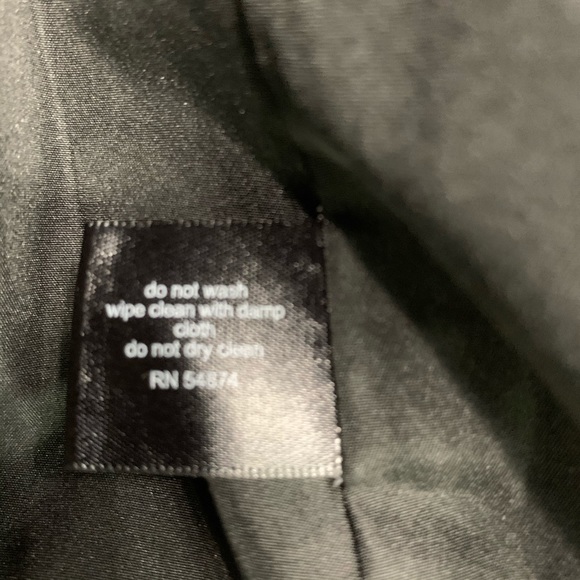 do not wash
wipe clean with damp
cloth
do not dry clean
RN 54874